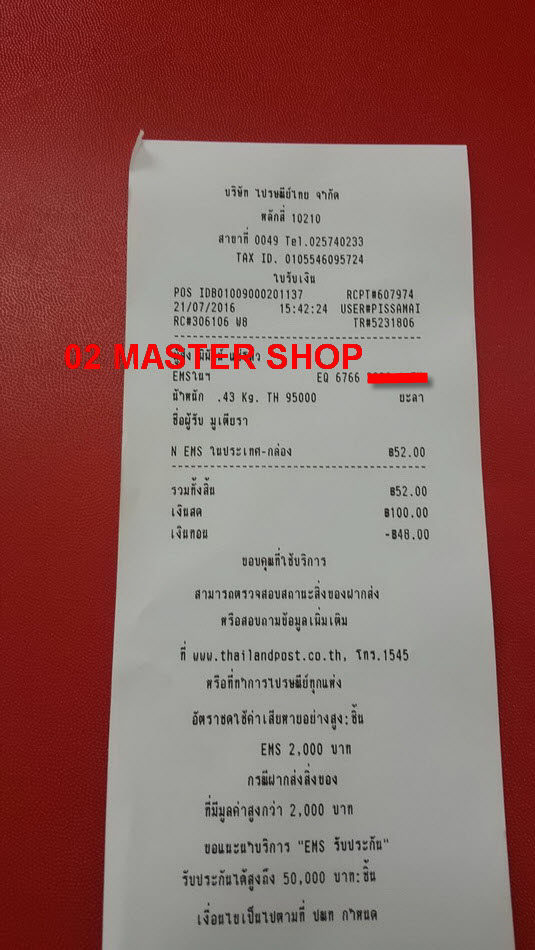 บริษัท ไปรษณีย์ไทย จำกัด
หลักสี่ 10210
สาขาที่ 0049 Tel.025740233
TAX ID. 0105546095724
ใบรับเงิน
POS IDB01009000201137 RCPT#607974
21/07/2016 15:42:24 USER#PISSAMAI
RC#306106 W8 TR#5231806
02 MASTER SHOP
EMSในฯ EQ 6766
น้ำหนัก .43 Kg. TH 95000 ยะลา
ชื่อผู้รับ มูเตียรา
N EMS ในประเทศ-กล่อง ฿52.00
รวมทั้งสิ้น ฿52.00
เงินสด ฿100.00
เงินทอน -฿48.00
ขอบคุณที่ใช้บริการ
สามารถตรวจสอบสถานะสิ่งของฝากส่ง
หรือสอบถามข้อมูลเพิ่มเติม
ที่ www.thailandpost.co.th, โทร.1545
หรือที่ทำการไปรษณีย์ทุกแห่ง
อัตราชดใช้ค่าเสียหายอย่างสูง:ชิ้น
EMS 2,000 บาท
กรณีฝากส่งสิ่งของ
ที่มีมูลค่าสูงกว่า 2,000 บาท
ขอแนะนำบริการ "EMS รับประกัน"
รับประกันได้สูงถึง 50,000 บาท:ชิ้น
เงื่อนไขเป็นไปตามที่ ปณท กำหนด